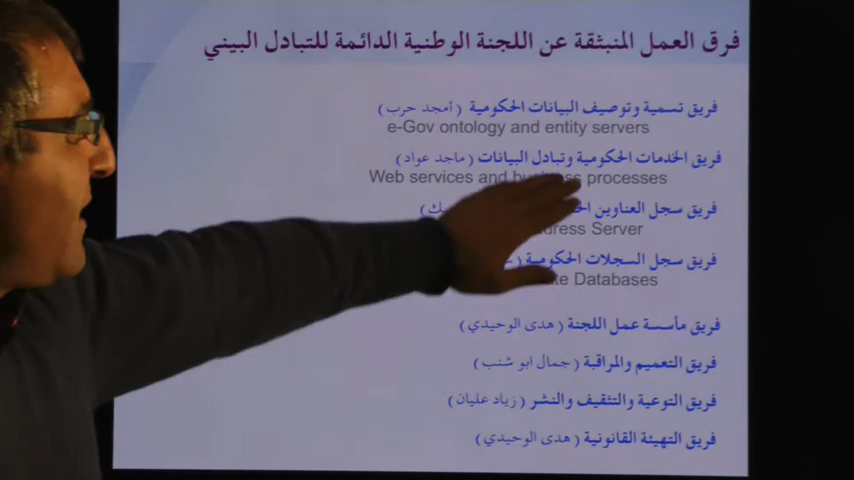 فرق العمل المنبثقة عن اللجنة الوطنية الدائمة للتبادل البيني
فريق تسمية وتوصيف البيانات الحكومية (أمجد حرب)
e-Gov ontology and entity servers
فريق الخدمات الحكومية وتبادل البيانات (ماجد عواد)
Web services and business processes
فريق سجل العناوين
Server
فريق سجل السجلات الحكومية
Databases
فريق مأسسة عمل اللجنة (هدى الوحيدي)
فريق التعميم والمراقبة (جمال ابو شنب)
فريق التوعية والتثقيف والنشر (زياد عليان)
فريق التهيئة القانونية (هدى الوحيدي)